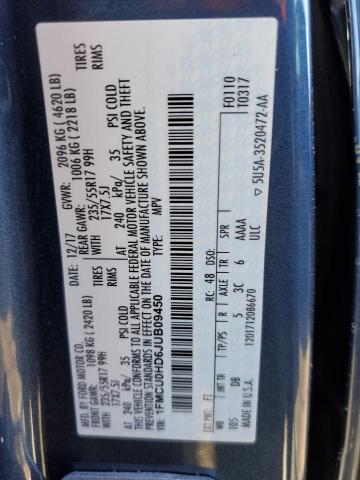 MFD. BY FORD MOTOR CO.
DATE: 12/17 GVWR: 2096 KG ( 4620 LB)
FRONT GAWR: 1098 KG ( 2420 LB) REAR GAWR: 1006 KG ( 2218 LB)
235/55R17 99H TIRES 235/55R17 99H TIRES
17X7.5J RIMS 17X7.5J RIMS
AT 240 kPa/ 35 PSI COLD AT 240 kPa/ 35 PSI COLD
THIS VEHICLE CONFORMS TO ALL APPLICABLE FEDERAL MOTOR VEHICLE SAFETY AND THEFT
PREVENTION STANDARDS IN EFFECT ON THE DATE OF MANUFACTURE SHOWN ABOVE.
VIN: 1FMCU0HD6JUB09450
TYPE: MPV
F0110
T0317
EXT PNT: FI RC: 48 DSO:
WB INT TR TP/PS R AXLE TR SPR
105 DB 5 3C 6 AAAA
MADE IN U.S.A. ULC
1201712086670
▽ 5U5A-3520472-AA